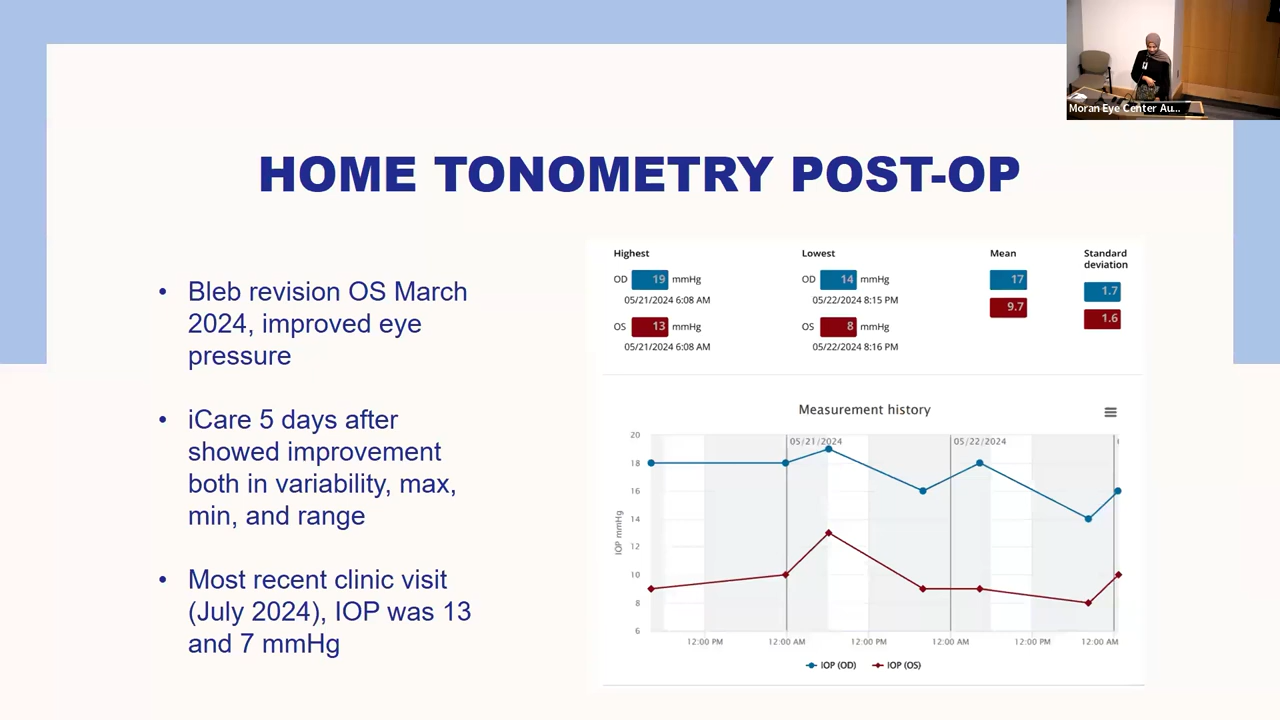 Moran Eye Center Au...
HOME TONOMETRY POST-OP
• Bleb revision OS March
2024, improved eye
pressure
• iCare 5 days after
showed improvement
both in variability, max,
min, and range
• Most recent clinic visit
(July 2024), IOP was 13
and 7 mmHg
Highest
OD 19 mmHg
05/21/2024 6:08 AM
OS 13 mmHg
05/21/2024 6:08 AM
Lowest
OD 14 mmHg
05/22/2024 8:15 PM
OS 8 mmHg
05/22/2024 8:16 PM
Mean
17
9.7
Standard
deviation
1.7
1.6
Measurement history
05/21/2024 05/22/2024
IOP mmHg
20
18
16
14
12
10
8
6
12:00 PM 12:00 AM 12:00 PM 12:00 AM 12:00 PM 12:00 AM
IOP (OD) IOP (OS)